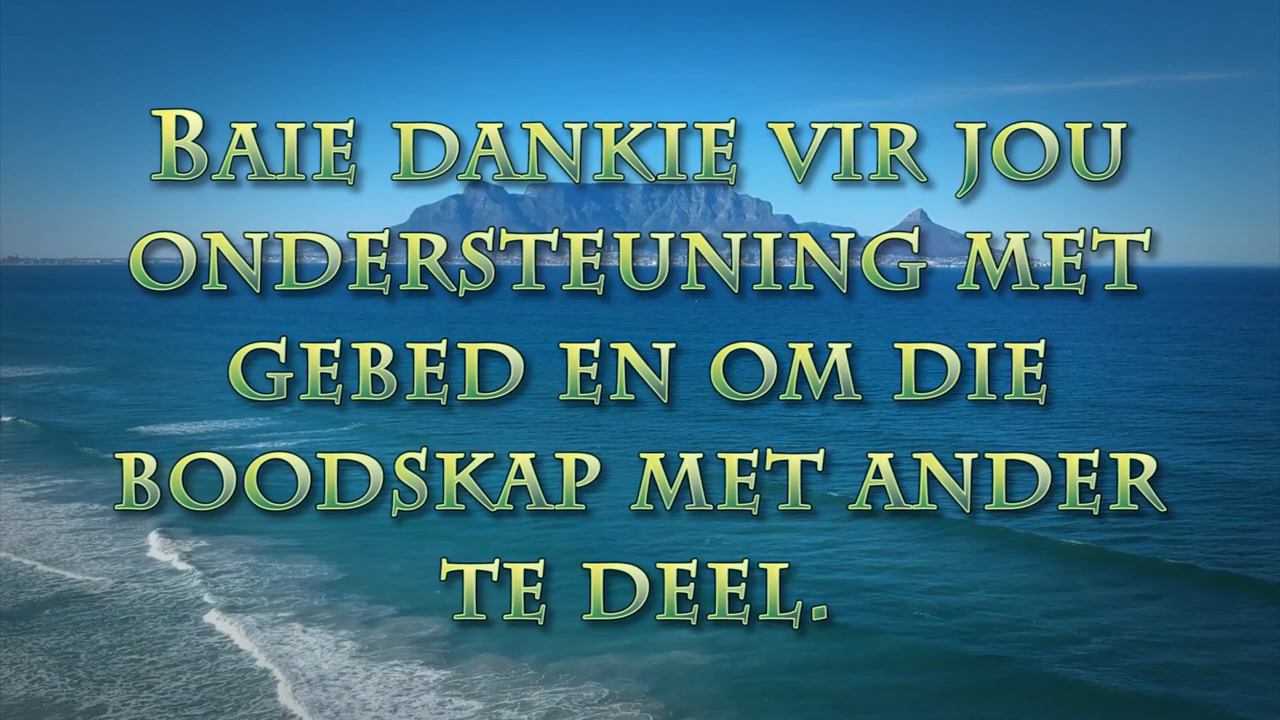 Baie dankie vir jou
ondersteuning met
gebed en om die
boodskap met ander
te deel.